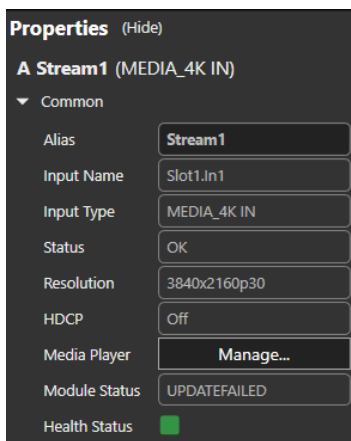 Properties (Hide)
A Stream1 (MEDIA_4K IN)
Common
Alias Stream1
Input Name Slot1.In1
Input Type MEDIA_4K IN
Status OK
Resolution 3840x2160p30
HDCP Off
Media Player Manage...
Module Status UPDATEFAILED
Health Status